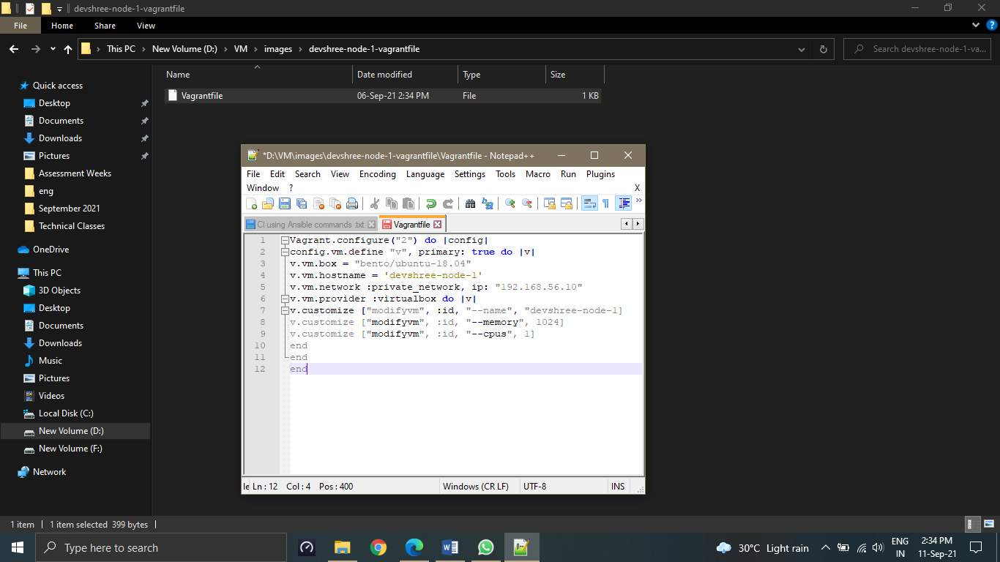 devshree-node-1-vagrantfile
File Home Share View
This PC New Volume (D:) VM images devshree-node-1-vagrantfile
Search devshree-node-1-va...
Name Date modified Type Size
Vagrantfile 06-Sep-21 2:34 PM File 1 KB
Quick access
Desktop
Documents
Downloads
Pictures
Assessment Weeks
eng
September 2021
Technical Classes
OneDrive
This PC
3D Objects
Desktop
Documents
Downloads
Music
Pictures
Videos
Local Disk (C:)
New Volume (D:)
New Volume (F:)
Network
*D:\VM\images\devshree-node-1-vagrantfile\Vagrantfile - Notepad++
File Edit Search View Encoding Language Settings Tools Macro Run Plugins
Window ? X
CI using Ansible commands .txt Vagrantfile
1 Vagrant.configure("2") do |config|
2 config.vm.define "v", primary: true do |v|
3 v.vm.box = "bento/ubuntu-18.04"
4 v.vm.hostname = 'devshree-node-1'
5 v.vm.network :private_network, ip: "192.168.56.10"
6 v.vm.provider :virtualbox do |v|
7 v.customize ["modifyvm", :id, "--name", "devshree-node-1]
8 v.customize ["modifyvm", :id, "--memory", 1024]
9 v.customize ["modifyvm", :id, "--cpus", 1]
10 end
11 end
12 end
le Ln : 12 Col : 4 Pos : 400 Windows (CR LF) UTF-8 INS
1 item 1 item selected 399 bytes
Type here to search
30°C Light rain
ENG
IN
2:34 PM
11-Sep-21